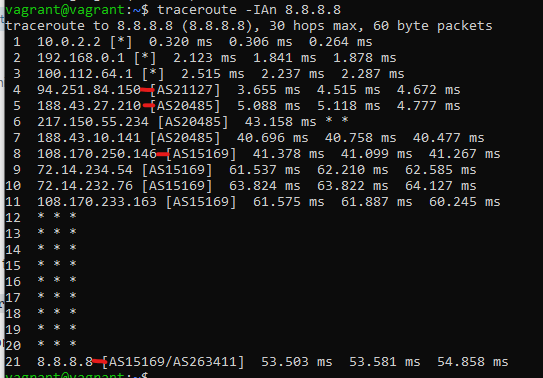 vagrant@vagrant:~$ traceroute -IAn 8.8.8.8
traceroute to 8.8.8.8 (8.8.8.8), 30 hops max, 60 byte packets
1 10.0.2.2 [*] 0.320 ms 0.306 ms 0.264 ms
2 192.168.0.1 [*] 2.123 ms 1.841 ms 1.878 ms
3 100.112.64.1 [*] 2.515 ms 2.237 ms 2.287 ms
4 94.251.84.150 [AS21127] 3.655 ms 4.515 ms 4.672 ms
5 188.43.27.210 [AS20485] 5.088 ms 5.118 ms 4.777 ms
6 217.150.55.234 [AS20485] 43.158 ms * *
7 188.43.10.141 [AS20485] 40.696 ms 40.758 ms 40.477 ms
8 108.170.250.146 [AS15169] 41.378 ms 41.099 ms 41.267 ms
9 72.14.234.54 [AS15169] 61.537 ms 62.210 ms 62.585 ms
10 72.14.232.76 [AS15169] 63.824 ms 63.822 ms 64.127 ms
11 108.170.233.163 [AS15169] 61.575 ms 61.887 ms 60.245 ms
12 * * *
13 * * *
14 * * *
15 * * *
16 * * *
17 * * *
18 * * *
19 * * *
20 * * *
21 8.8.8.8 [AS15169/AS263411] 53.503 ms 53.581 ms 54.858 ms
vagrant@vagrant:~$